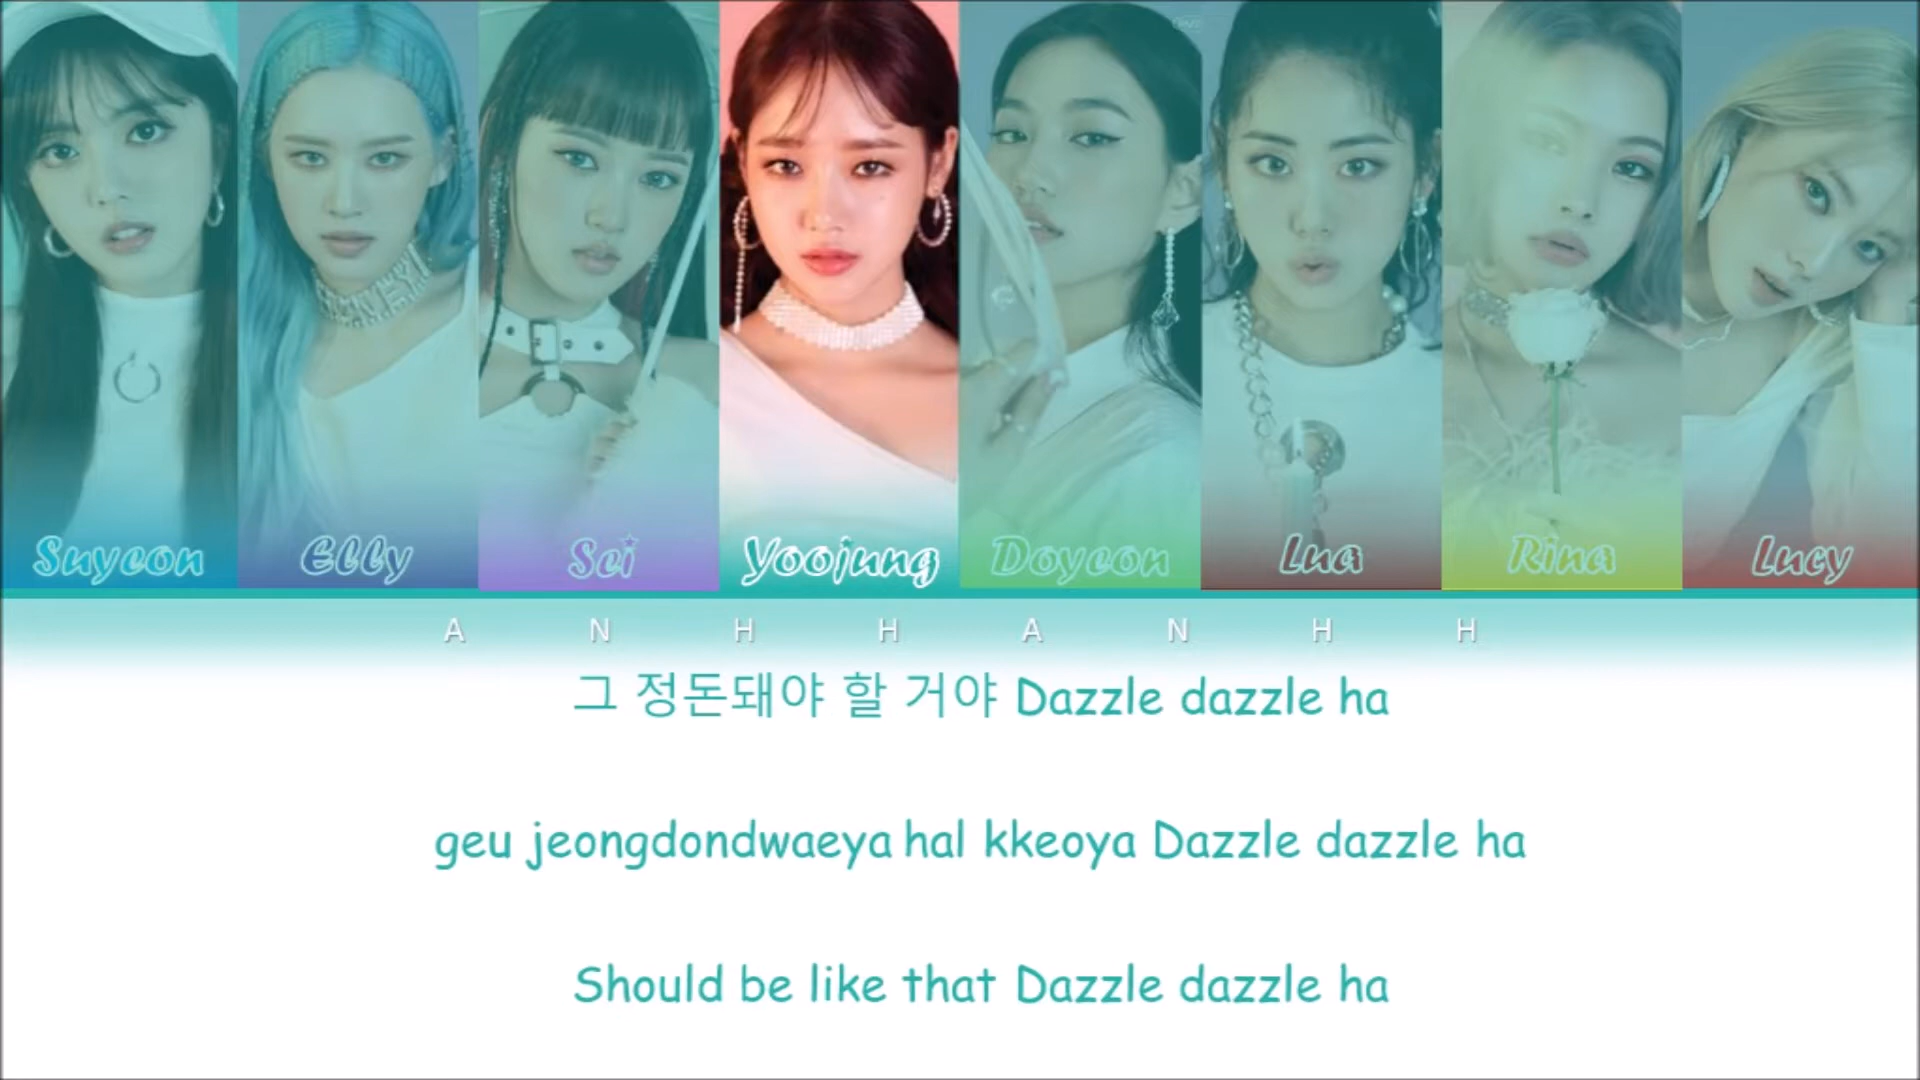 Suyeon Elly Sei Yoojung Doyeon Lua Rina Lucy
A N H H A N H H
그 정돈돼야 할 거야 Dazzle dazzle ha
geu jeongdondwaeya hal kkeoya Dazzle dazzle ha
Should be like that Dazzle dazzle ha